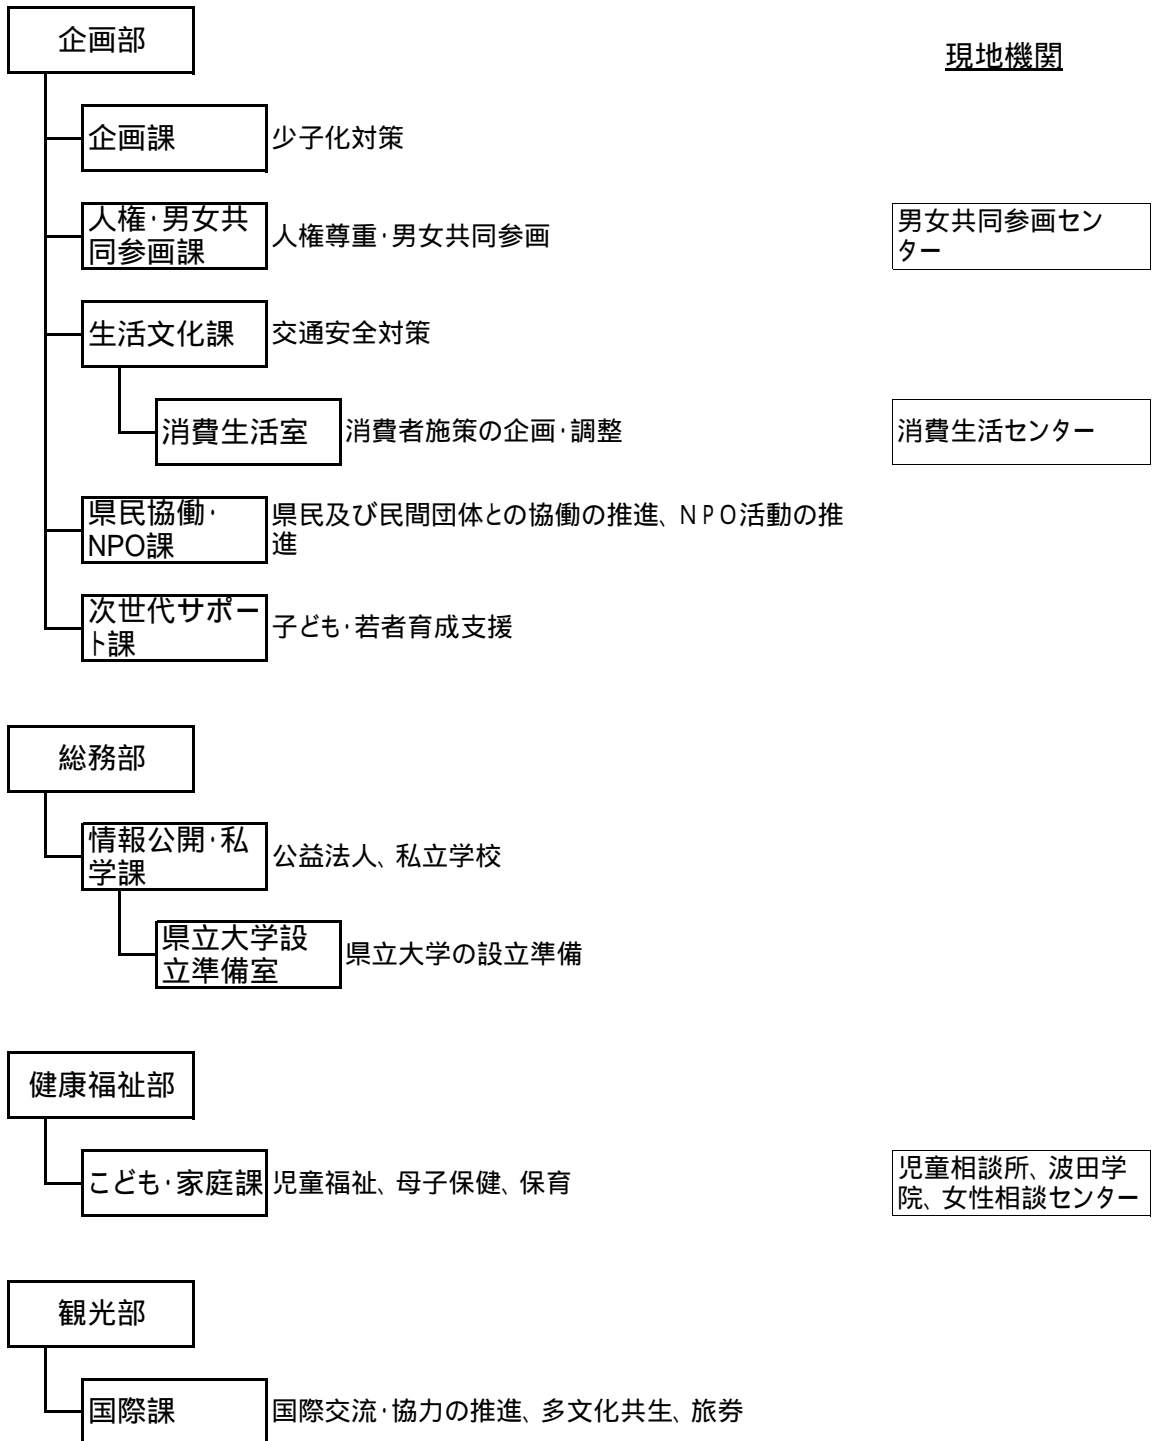 企画部
現地機関
企画課
少子化対策
人権・男女共
同参画課
人権尊重・男女共同参画
男女共同参画セン
ター
生活文化課
交通安全対策
消費生活室
消費者施策の企画・調整
消費生活センター
県民協働・
NPO課
県民及び民間団体との協働の推進、ＮＰＯ活動の推
進
次世代サポー
ト課
子ども・若者育成支援
総務部
情報公開・私
学課
公益法人、私立学校
県立大学設
立準備室
県立大学の設立準備
健康福祉部
こども・家庭課
児童福祉、母子保健、保育
児童相談所、波田学
院、女性相談センター
観光部
国際課
国際交流・協力の推進、多文化共生、旅券